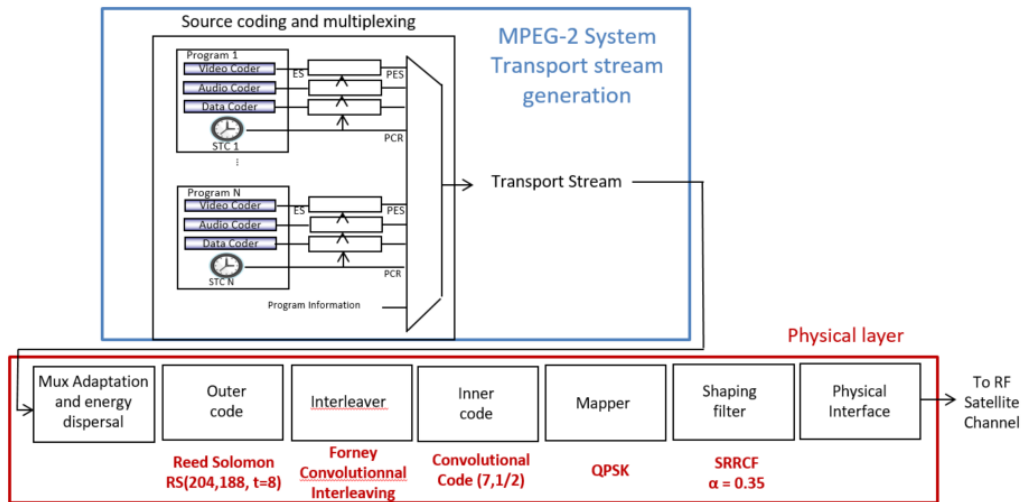 Source coding and multiplexing
MPEG-2 System
Transport stream
generation
Program 1
Video Coder
ES
PES
Audio Coder
Data Coder
STC 1
PCR
...
Transport Stream
Program N
Video Coder
ES
PES
Audio Coder
Data Coder
STC N
PCR
Program Information
Physical layer
Mux Adaptation
and energy
dispersal
Outer
code
Interleaver
Inner
code
Mapper
Shaping
filter
Physical
Interface
To RF
Satellite
Channel
Reed Solomon
RS(204,188, t=8)
Forney
Convolutionnal
Interleaving
Convolutional
Code (7,1/2)
QPSK
SRRCF
α = 0.35